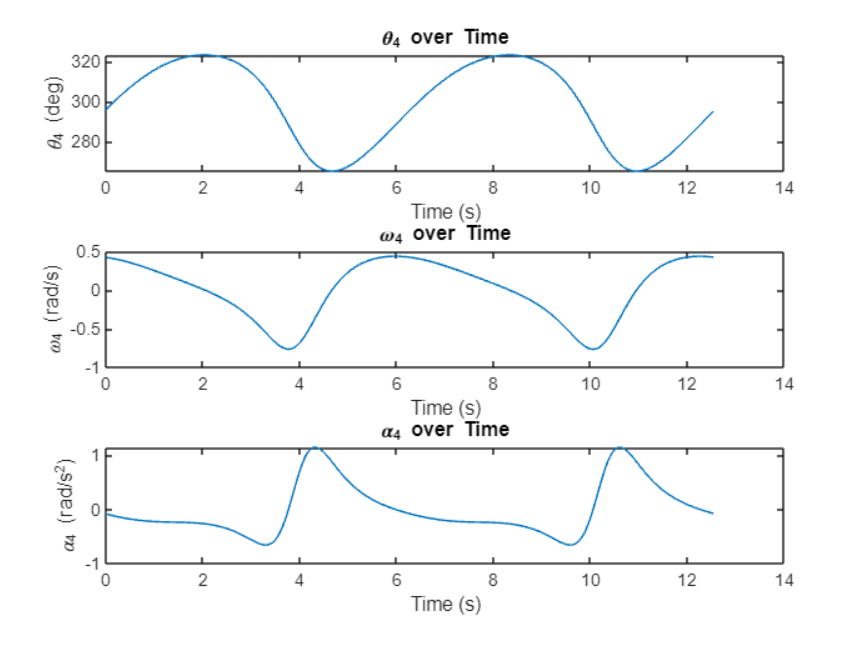 θ₄ over Time
320
300
280
θ₄ (deg)
0 2 4 6 8 10 12 14
Time (s)
ω₄ over Time
0.5
0
-0.5
-1
ω₄ (rad/s)
0 2 4 6 8 10 12 14
Time (s)
α₄ over Time
1
0
-1
α₄ (rad/s²)
0 2 4 6 8 10 12 14
Time (s)